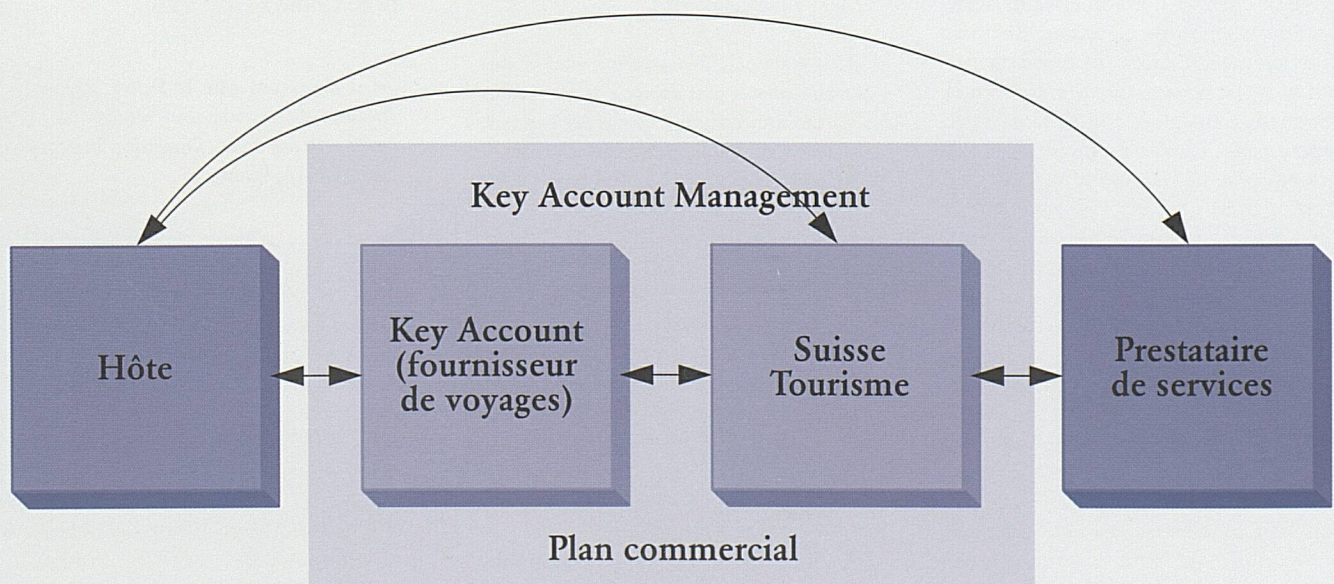 Key Account Management
Hôte
Key Account
(fournisseur
de voyages)
Suisse
Tourisme
Prestataire
de services
Plan commercial